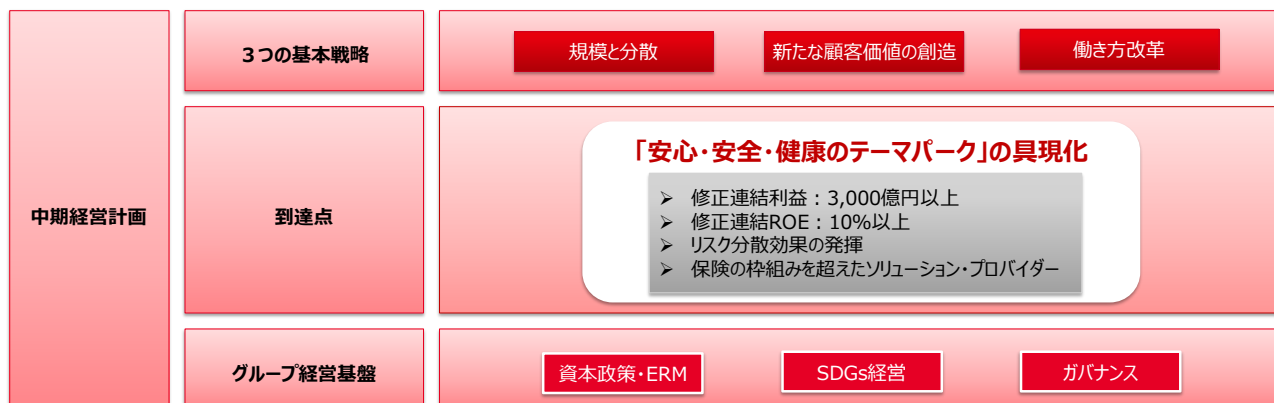 ３つの基本戦略
規模と分散
新たな顧客価値の創造
働き方改革
中期経営計画
到達点
「安心・安全・健康のテーマパーク」の具現化
➢ 修正連結利益：3,000億円以上
➢ 修正連結ROE：10%以上
➢ リスク分散効果の発揮
➢ 保険の枠組みを超えたソリューション・プロバイダー
グループ経営基盤
資本政策・ERM
SDGs経営
ガバナンス